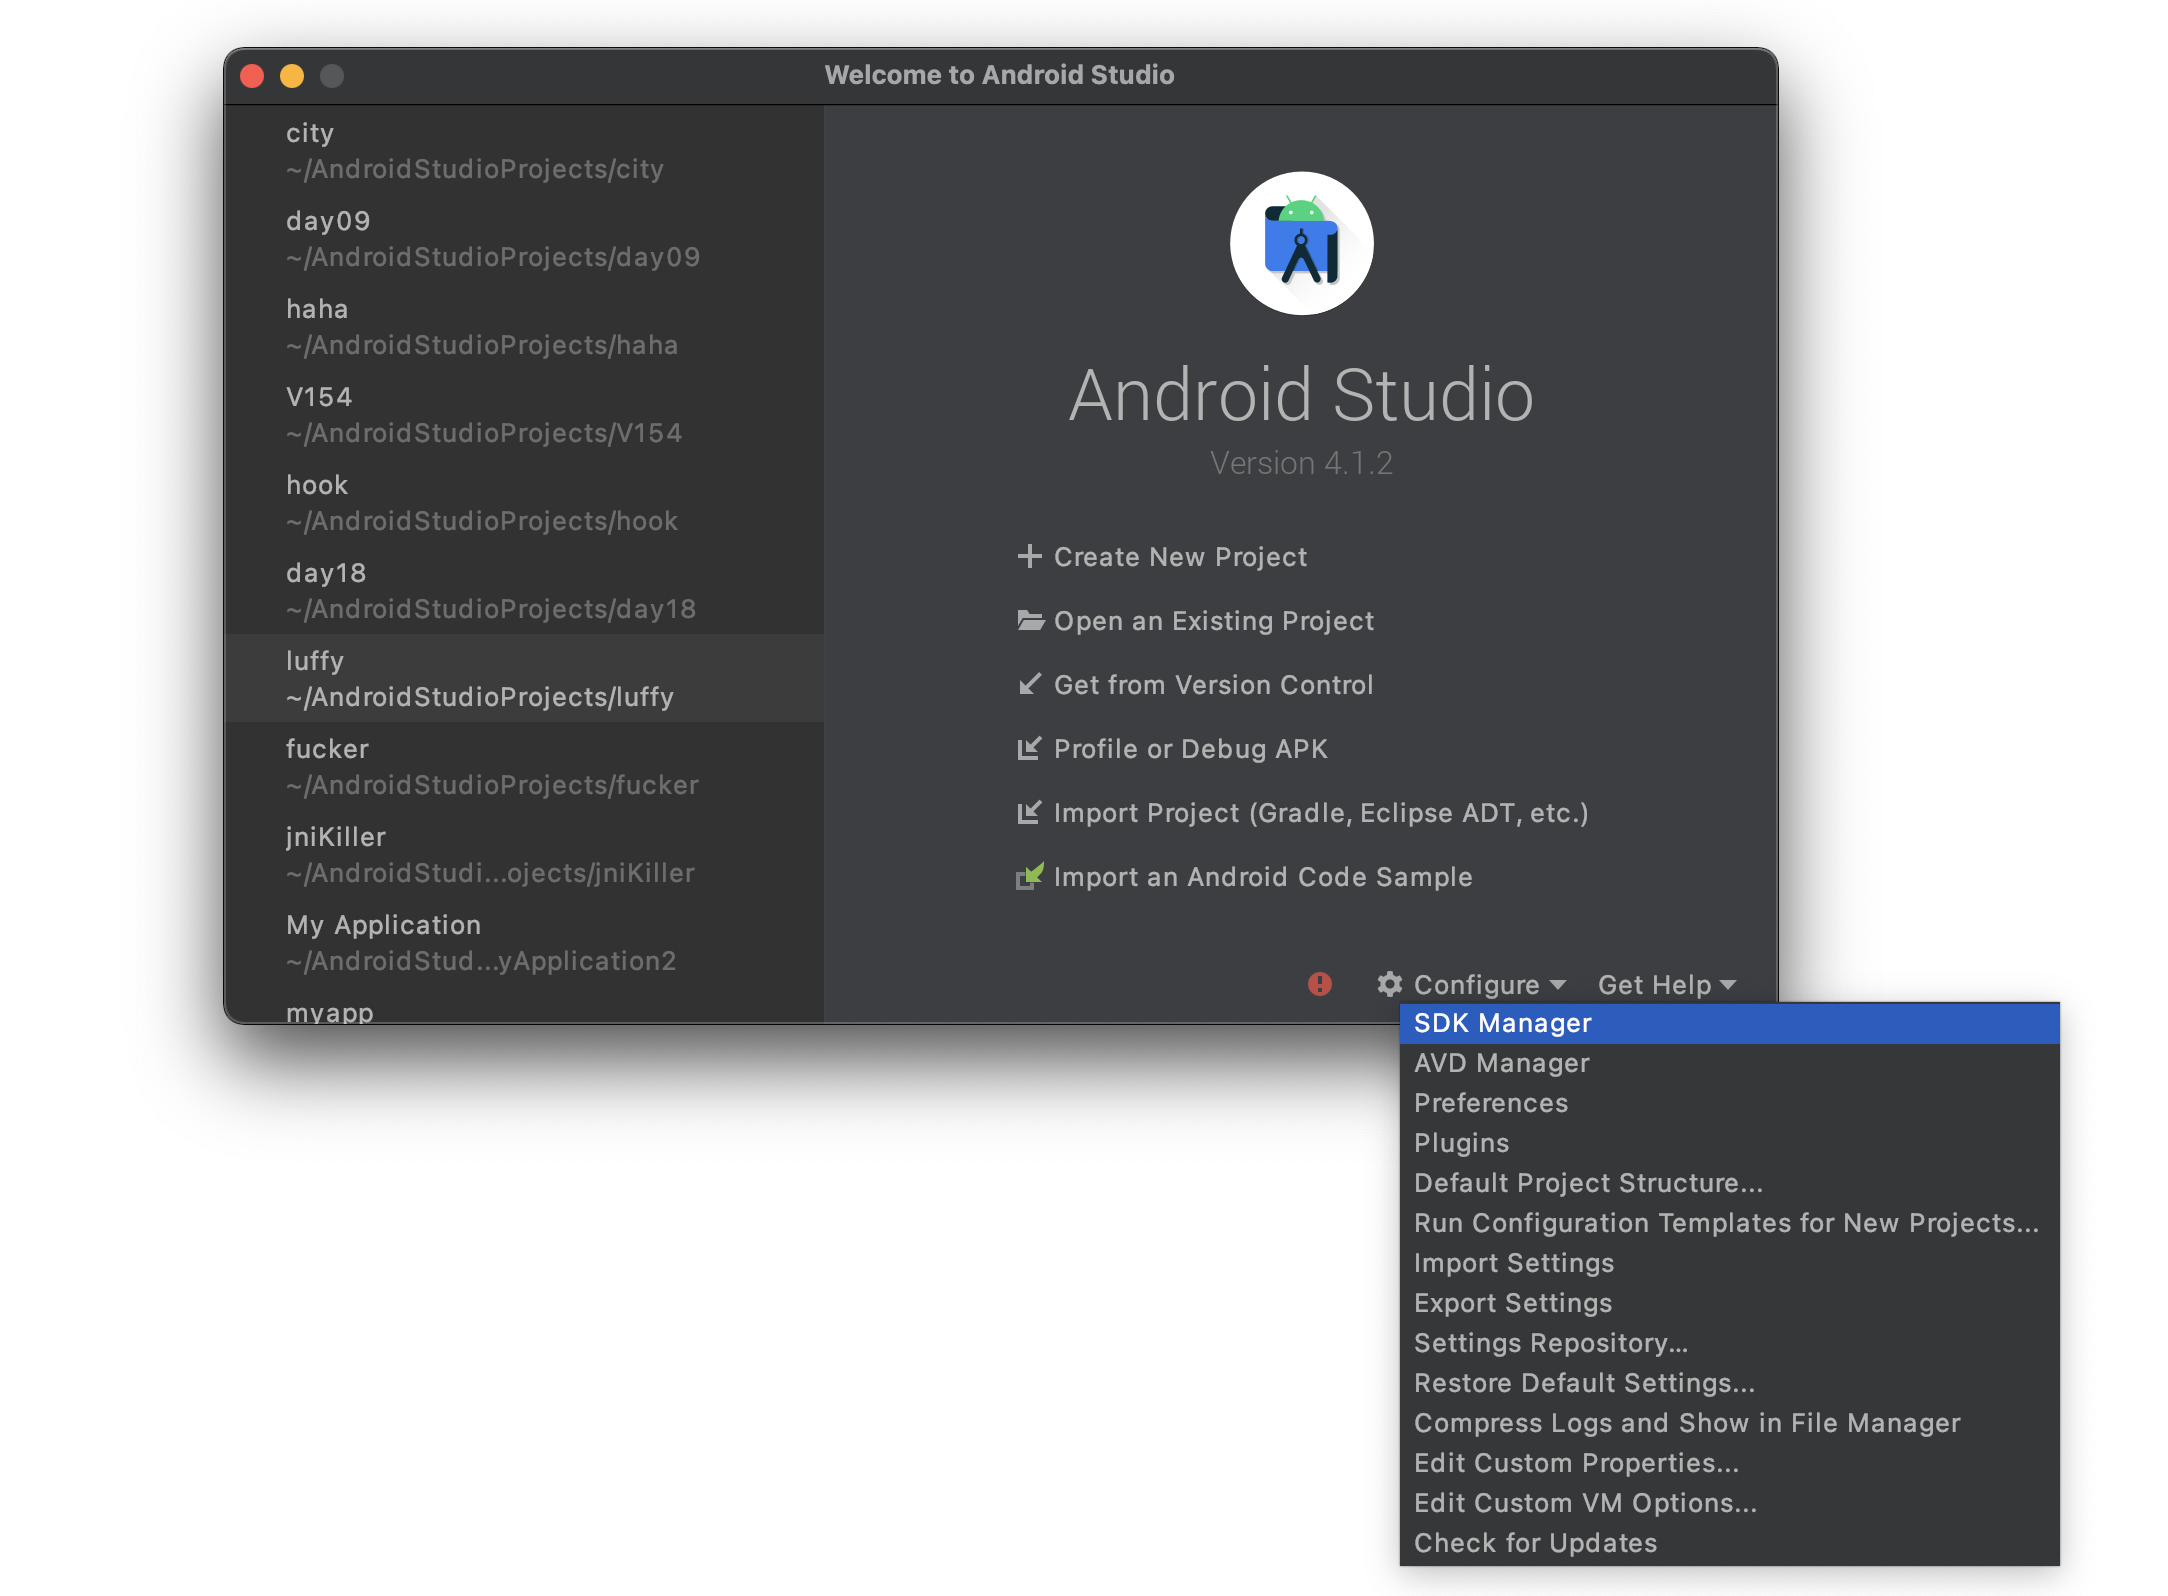 Welcome to Android Studio
city
~/AndroidStudioProjects/city
day09
~/AndroidStudioProjects/day09
haha
~/AndroidStudioProjects/haha
V154
~/AndroidStudioProjects/V154
hook
~/AndroidStudioProjects/hook
day18
~/AndroidStudioProjects/day18
luffy
~/AndroidStudioProjects/luffy
fucker
~/AndroidStudioProjects/fucker
jniKiller
~/AndroidStudi...ojects/jniKiller
My Application
~/AndroidStud...yApplication2
myapp
Android Studio
Version 4.1.2
Create New Project
Open an Existing Project
Get from Version Control
Profile or Debug APK
Import Project (Gradle, Eclipse ADT, etc.)
Import an Android Code Sample
Configure Get Help
SDK Manager
AVD Manager
Preferences
Plugins
Default Project Structure...
Run Configuration Templates for New Projects...
Import Settings
Export Settings
Settings Repository...
Restore Default Settings...
Compress Logs and Show in File Manager
Edit Custom Properties...
Edit Custom VM Options...
Check for Updates